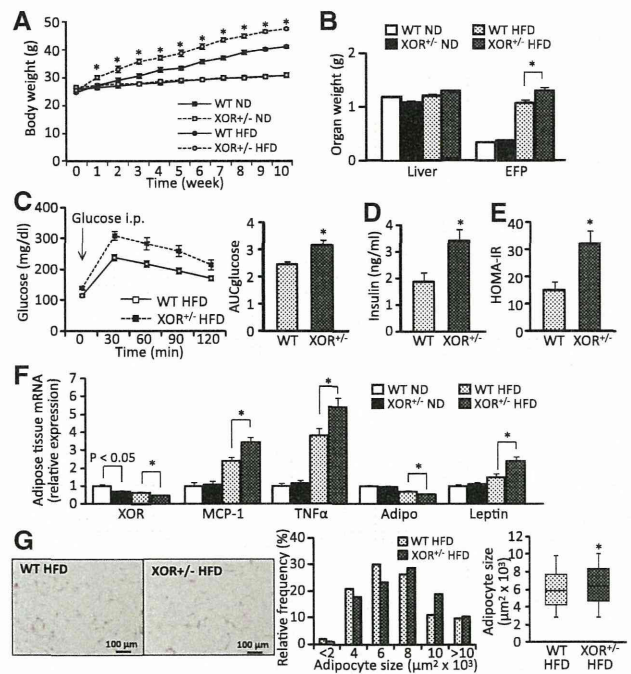 A
Body weight (g)
50
40
30
20
10
0
WT ND
XOR+/- ND
WT HFD
XOR+/- HFD
* * * * * * * * * *
0 1 2 3 4 5 6 7 8 9 10
Time (week)
B
WT ND WT HFD
XOR+/- ND XOR+/- HFD
Organ weight (g)
2
1
0
*
Liver EFP
C
Glucose i.p.
Glucose (mg/dl)
400
300
200
100
0
WT HFD
XOR+/- HFD
0 30 60 90 120
Time (min)
AUCglucose
4
3
2
1
0
*
WT XOR+/-
D
Insulin (ng/ml)
4
3
2
1
0
*
WT XOR+/-
E
HOMA-IR
40
30
20
10
0
*
WT XOR+/-
F
Adipose tissue mRNA
(relative expression)
7
6
5
4
3
2
1
0
WT ND WT HFD
XOR+/- ND XOR+/- HFD
P < 0.05
* * * * *
XOR MCP-1 TNFα Adipo Leptin
G
WT HFD
100 μm
XOR+/- HFD
100 μm
Relative frequency (%)
40
30
20
10
0
WT HFD
XOR+/- HFD
<2 4 6 8 10 >10
Adipocyte size (μm² x 10³)
Adipocyte size
(μm² x 10³)
12
10
8
6
4
2
0
*
WT XOR+/-
HFD HFD